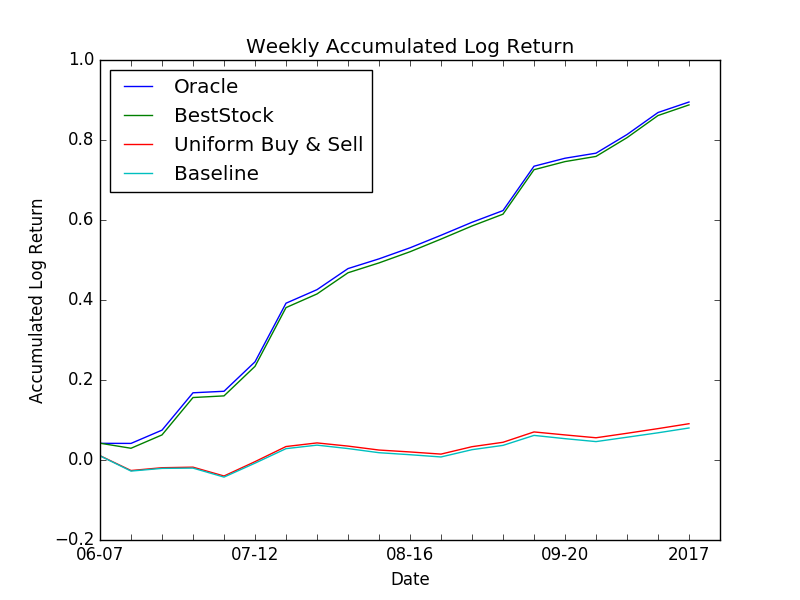 Weekly Accumulated Log Return
1.0
Oracle
BestStock
Uniform Buy & Sell
Baseline
0.8
0.6
0.4
0.2
0.0
−0.2
Accumulated Log Return
06-07 07-12 08-16 09-20 2017
Date